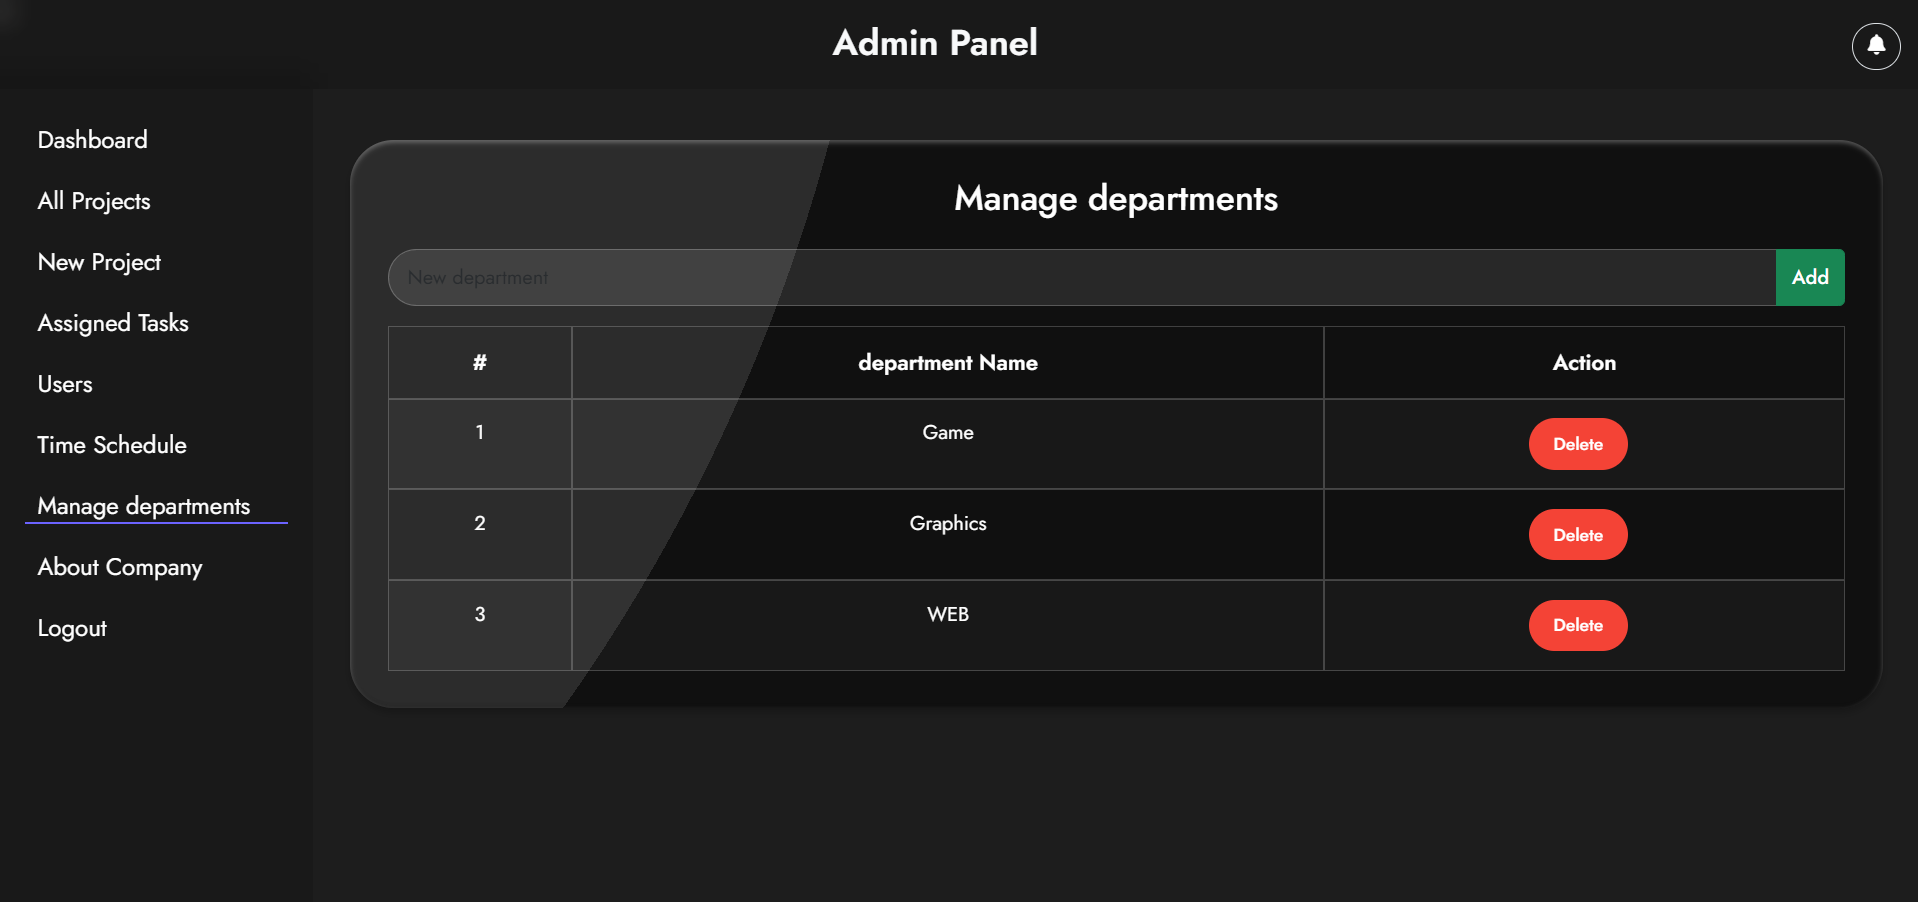 Admin Panel
Dashboard
All Projects
New Project
Assigned Tasks
Users
Time Schedule
Manage departments
About Company
Logout
Manage departments
New department
Add
# department Name Action
1 Game Delete
2 Graphics Delete
3 WEB Delete